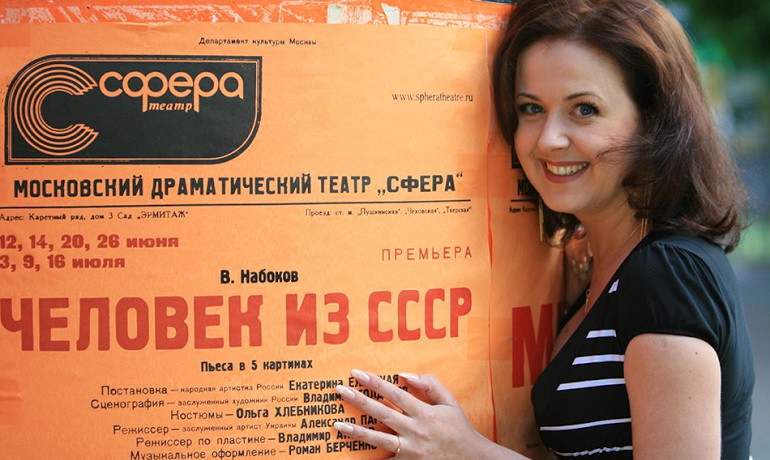 Департамент культуры Москвы
Сфера
театр
www.spheratheatre.ru
МОСКОВСКИЙ ДРАМАТИЧЕСКИЙ ТЕАТР „СФЕРА“
Адрес: Каретный ряд, дом 3 Сад „ЭРМИТАЖ“ Проезд: ст. м. „Пушкинская“, „Чеховская“, „Тверская“
12, 14, 20, 26 июня
3, 9, 16 июля
ПРЕМЬЕРА
В. Набоков
ЧЕЛОВЕК ИЗ СССР
Пьеса в 5 картинах
Постановка – народная артистка России Екатерина
Сценография – заслуженный художник России
Костюмы – Ольга ХЛЕБНИКОВА
Режиссер – заслуженный артист Украины Александр
Режиссер по пластике – Владимир
Музыкальное оформление – Роман БЕРЧЕНКО